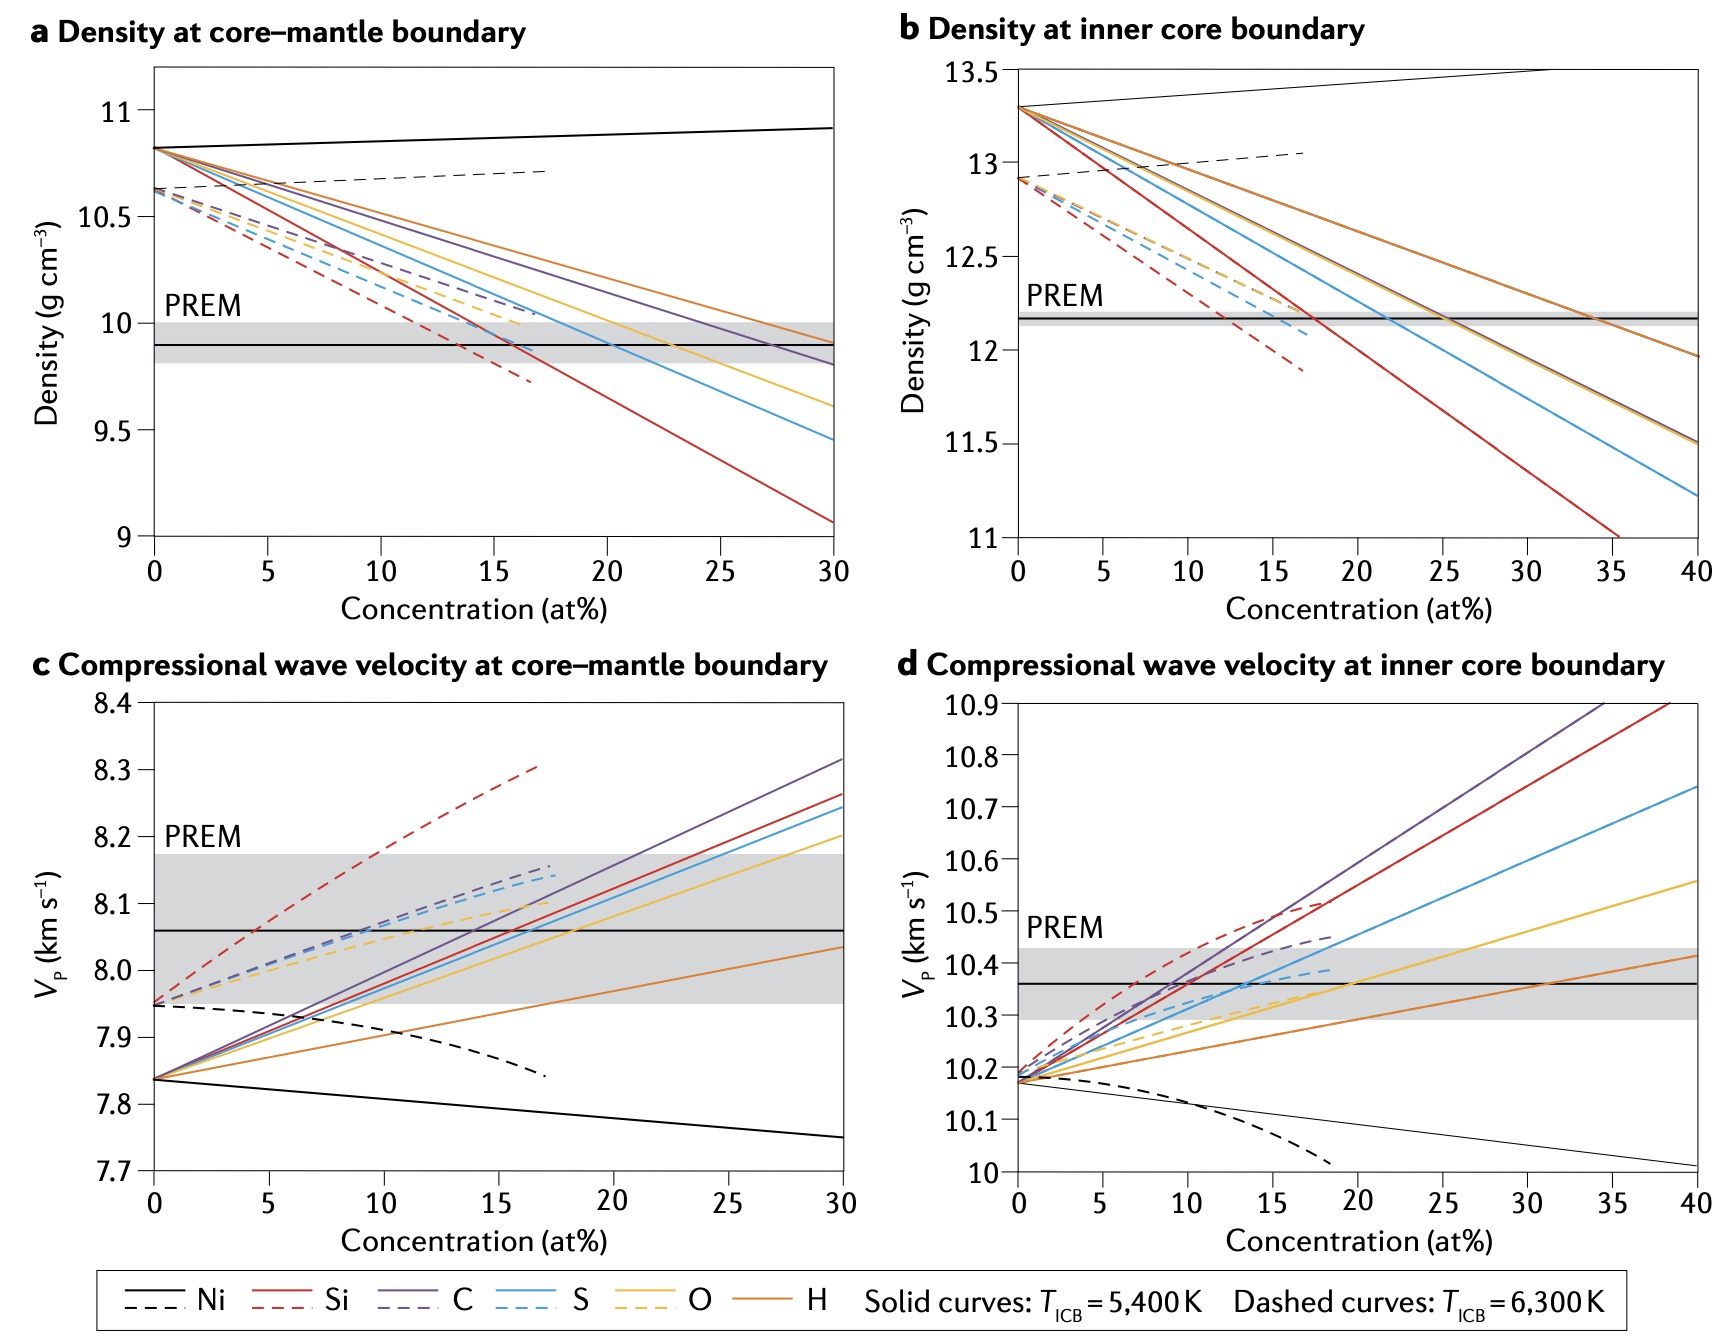 a Density at core–mantle boundary
11
10.5
10
9.5
9
Density (g cm⁻³)
PREM
0 5 10 15 20 25 30
Concentration (at%)
b Density at inner core boundary
13.5
13
12.5
12
11.5
11
Density (g cm⁻³)
PREM
0 5 10 15 20 25 30 35 40
Concentration (at%)
c Compressional wave velocity at core–mantle boundary
8.4
8.3
8.2
8.1
8.0
7.9
7.8
7.7
V_P (km s⁻¹)
PREM
0 5 10 15 20 25 30
Concentration (at%)
d Compressional wave velocity at inner core boundary
10.9
10.8
10.7
10.6
10.5
10.4
10.3
10.2
10.1
10
V_P (km s⁻¹)
PREM
0 5 10 15 20 25 30 35 40
Concentration (at%)
Ni Si C S O H Solid curves: T_ICB = 5,400 K Dashed curves: T_ICB = 6,300 K